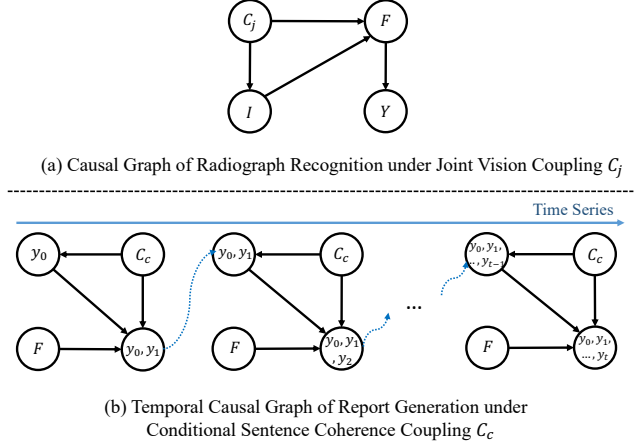 C_j
F
I
Y
(a) Causal Graph of Radiograph Recognition under Joint Vision Coupling C_j
Time Series
y_0
C_c
F
y_0, y_1
y_0, y_1
C_c
F
y_0, y_1
, y_2
...
y_0, y_1,
.., y_{t-1}
C_c
F
y_0, y_1,
..., y_t
(b) Temporal Causal Graph of Report Generation under
Conditional Sentence Coherence Coupling C_c